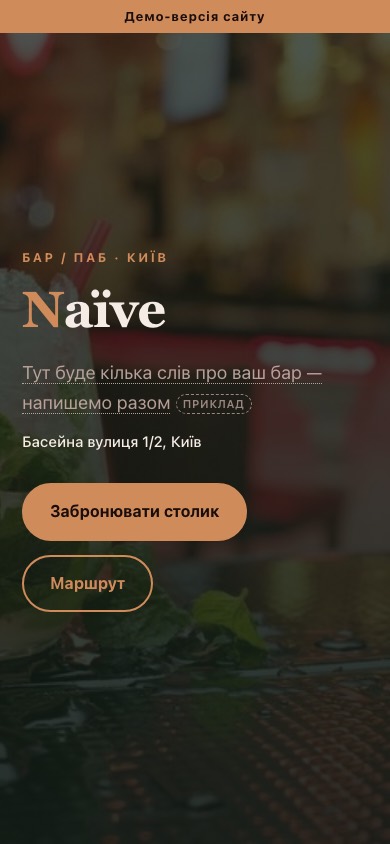 Демо-версія сайту
БАР / ПАБ · КИЇВ
Naïve
Тут буде кілька слів про ваш бар —
напишемо разом ПРИКЛАД
Басейна вулиця 1/2, Київ
Забронювати столик
Маршрут